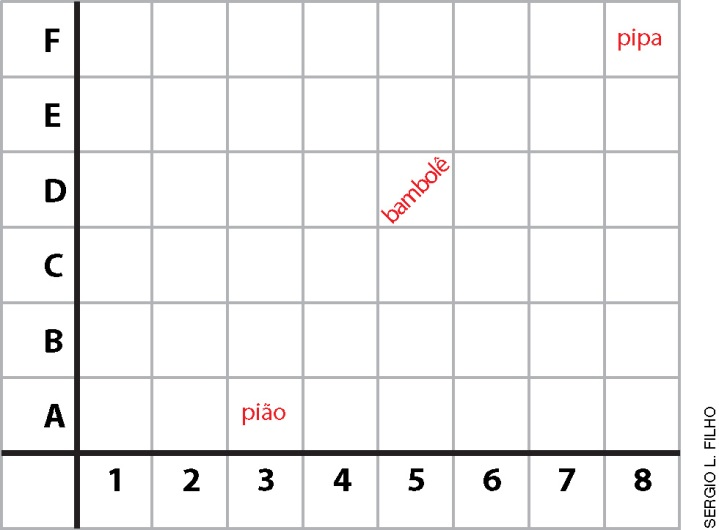 F pipa
E
D bambolê
C
B
A pião
1 2 3 4 5 6 7 8
SERGIO L. FILHO